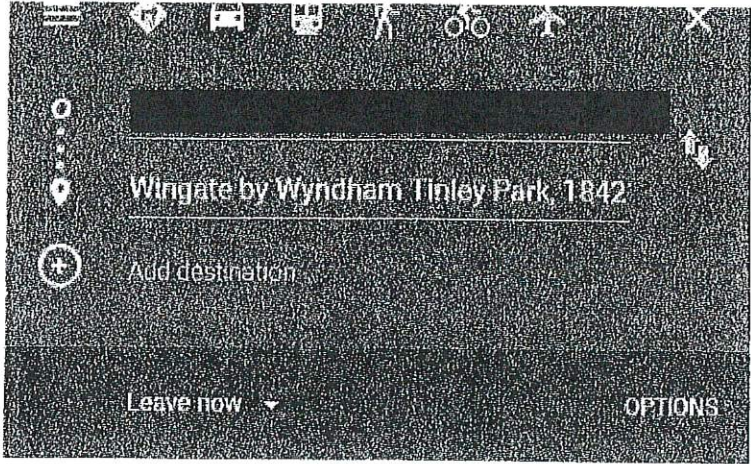 Wingate by Wyndham Tinley Park, 1842
Add destination
Leave now
OPTIONS